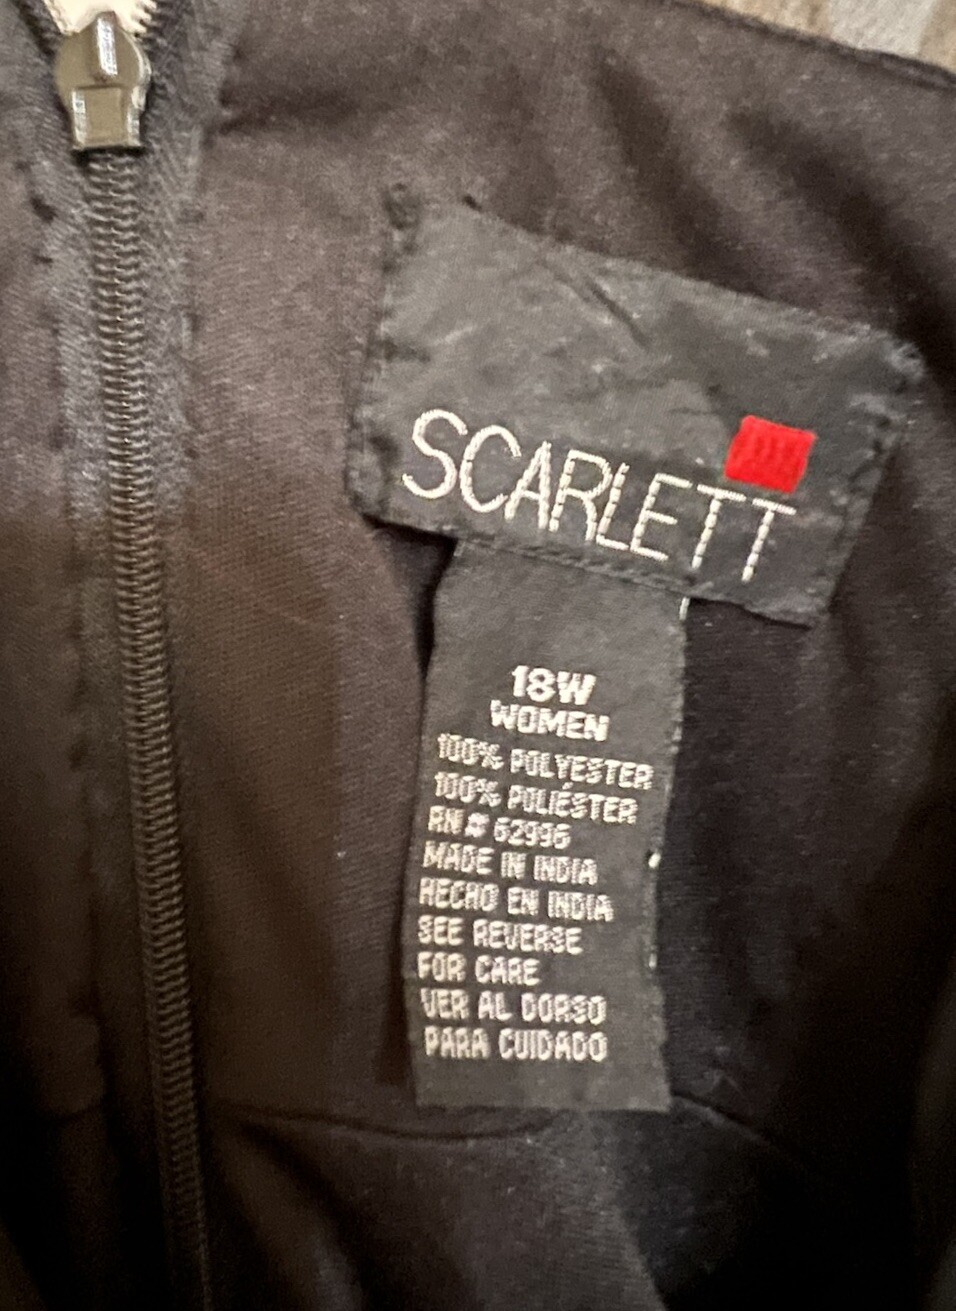 SCARLETT
18W
WOMEN
100% POLYESTER
100% POLIÉSTER
RN # 62996
MADE IN INDIA
HECHO EN INDIA
SEE REVERSE
FOR CARE
VER AL DORSO
PARA CUIDADO